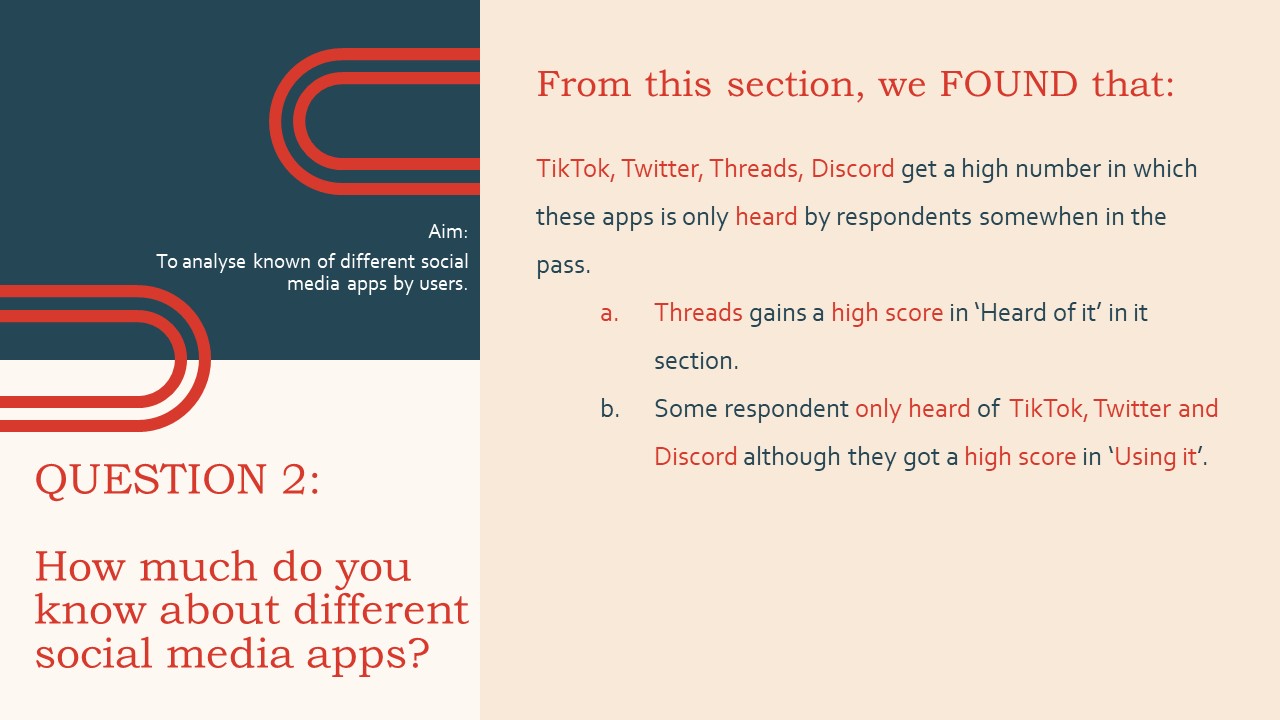 Aim:
To analyse known of different social
media apps by users.
QUESTION 2:
How much do you
know about different
social media apps?
From this section, we FOUND that:
TikTok, Twitter, Threads, Discord get a high number in which
these apps is only heard by respondents somewhen in the
pass.
a. Threads gains a high score in ‘Heard of it’ in it
section.
b. Some respondent only heard of TikTok, Twitter and
Discord although they got a high score in ‘Using it’.